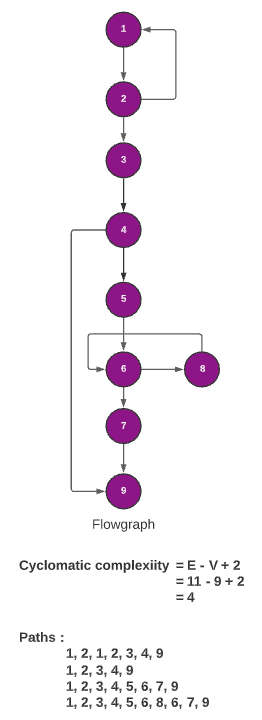 1
2
3
4
5
6
8
7
9
Flowgraph
Cyclomatic complexiity = E - V + 2
= 11 - 9 + 2
= 4
Paths :
1, 2, 1, 2, 3, 4, 9
1, 2, 3, 4, 9
1, 2, 3, 4, 5, 6, 7, 9
1, 2, 3, 4, 5, 6, 8, 6, 7, 9